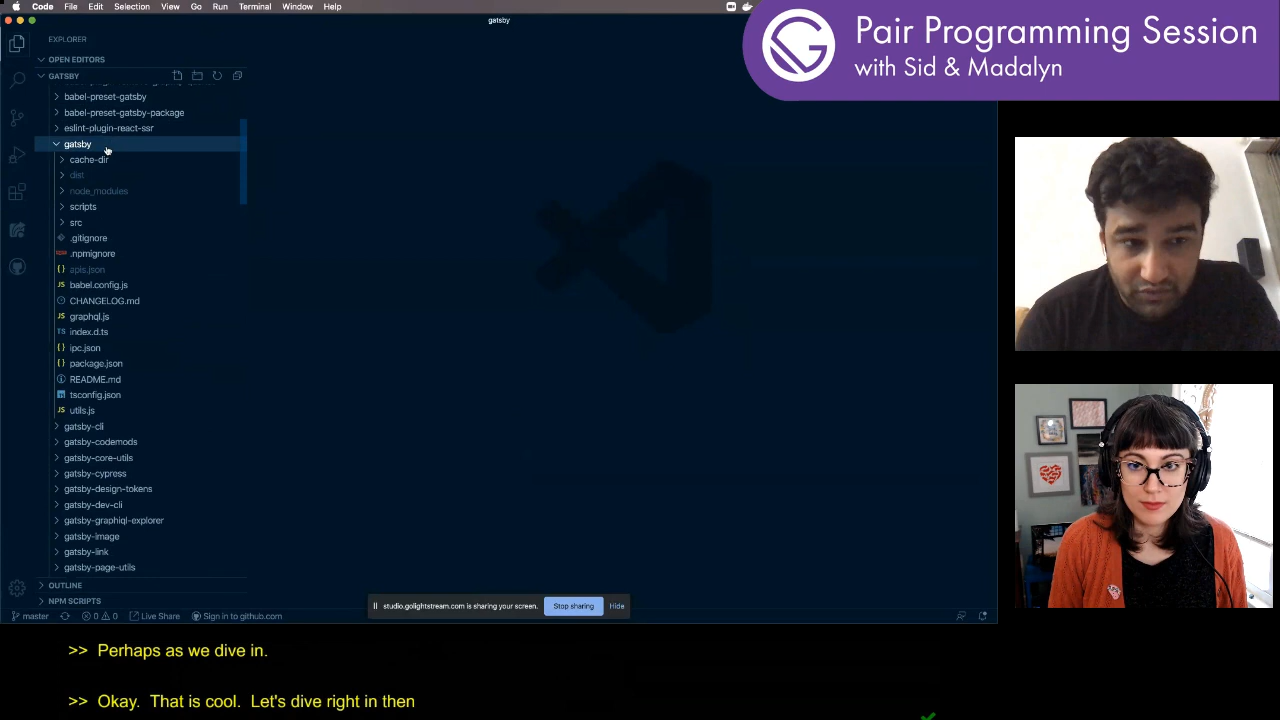 Code File Edit Selection View Go Run Terminal Window Help
gatsby
Pair Programming Session
with Sid & Madalyn
EXPLORER
OPEN EDITORS
GATSBY
babel-preset-gatsby
babel-preset-gatsby-package
eslint-plugin-react-ssr
gatsby
cache-dir
dist
node_modules
scripts
src
.gitignore
.npmignore
{} apis.json
JS babel.config.js
CHANGELOG.md
JS graphql.js
TS index.d.ts
{} ipc.json
{} package.json
README.md
tsconfig.json
JS utils.js
gatsby-cli
gatsby-codemods
gatsby-core-utils
gatsby-cypress
gatsby-design-tokens
gatsby-dev-cli
gatsby-graphiql-explorer
gatsby-image
gatsby-link
gatsby-page-utils
OUTLINE
NPM SCRIPTS
master 0 0 Live Share Sign in to github.com
studio.golightstream.com is sharing your screen. Stop sharing Hide
>> Perhaps as we dive in.
>> Okay. That is cool. Let's dive right in then